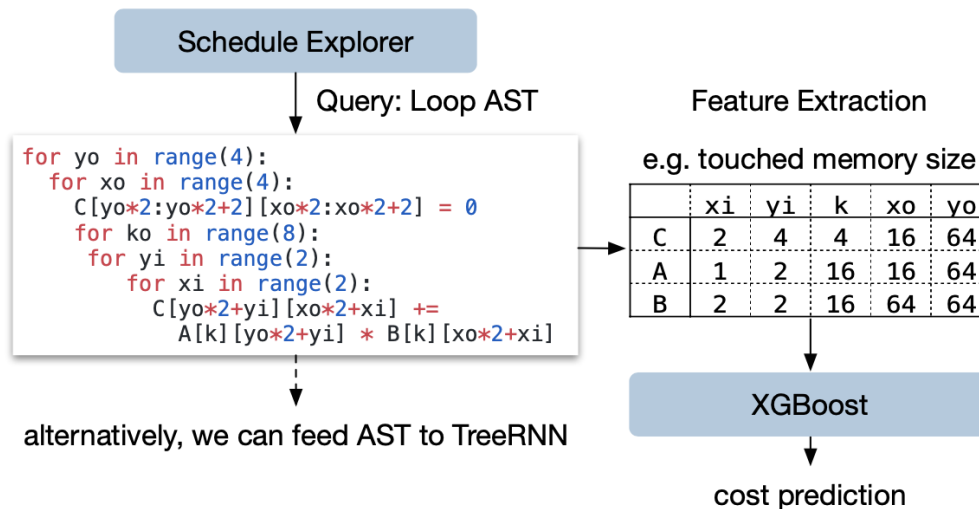 Schedule Explorer
Query: Loop AST
for yo in range(4):
  for xo in range(4):
    C[yo*2:yo*2+2][xo*2:xo*2+2] = 0
    for ko in range(8):
     for yi in range(2):
        for xi in range(2):
          C[yo*2+yi][xo*2+xi] +=
            A[k][yo*2+yi] * B[k][xo*2+xi]
alternatively, we can feed AST to TreeRNN
Feature Extraction
e.g. touched memory size
xi yi k xo yo
C 2 4 4 16 64
A 1 2 16 16 64
B 2 2 16 64 64
XGBoost
cost prediction